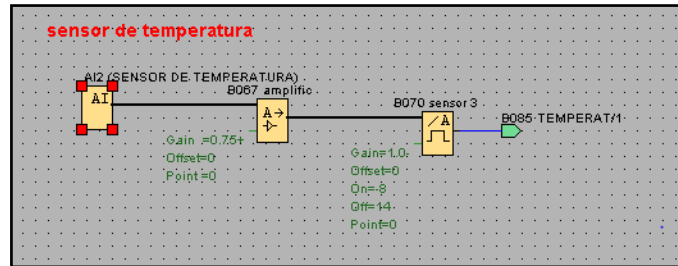 sensor de temperatura
AI2 (SENSOR DE TEMPERATURA)
AI
B067 amplific
A→
Gain =0.75+
Offset=0
Point=0
B070 sensor 3
/A
Gain=1.0-
Offset=0
On=-8
Off=14
Point=0
B085 TEMPERAT/1